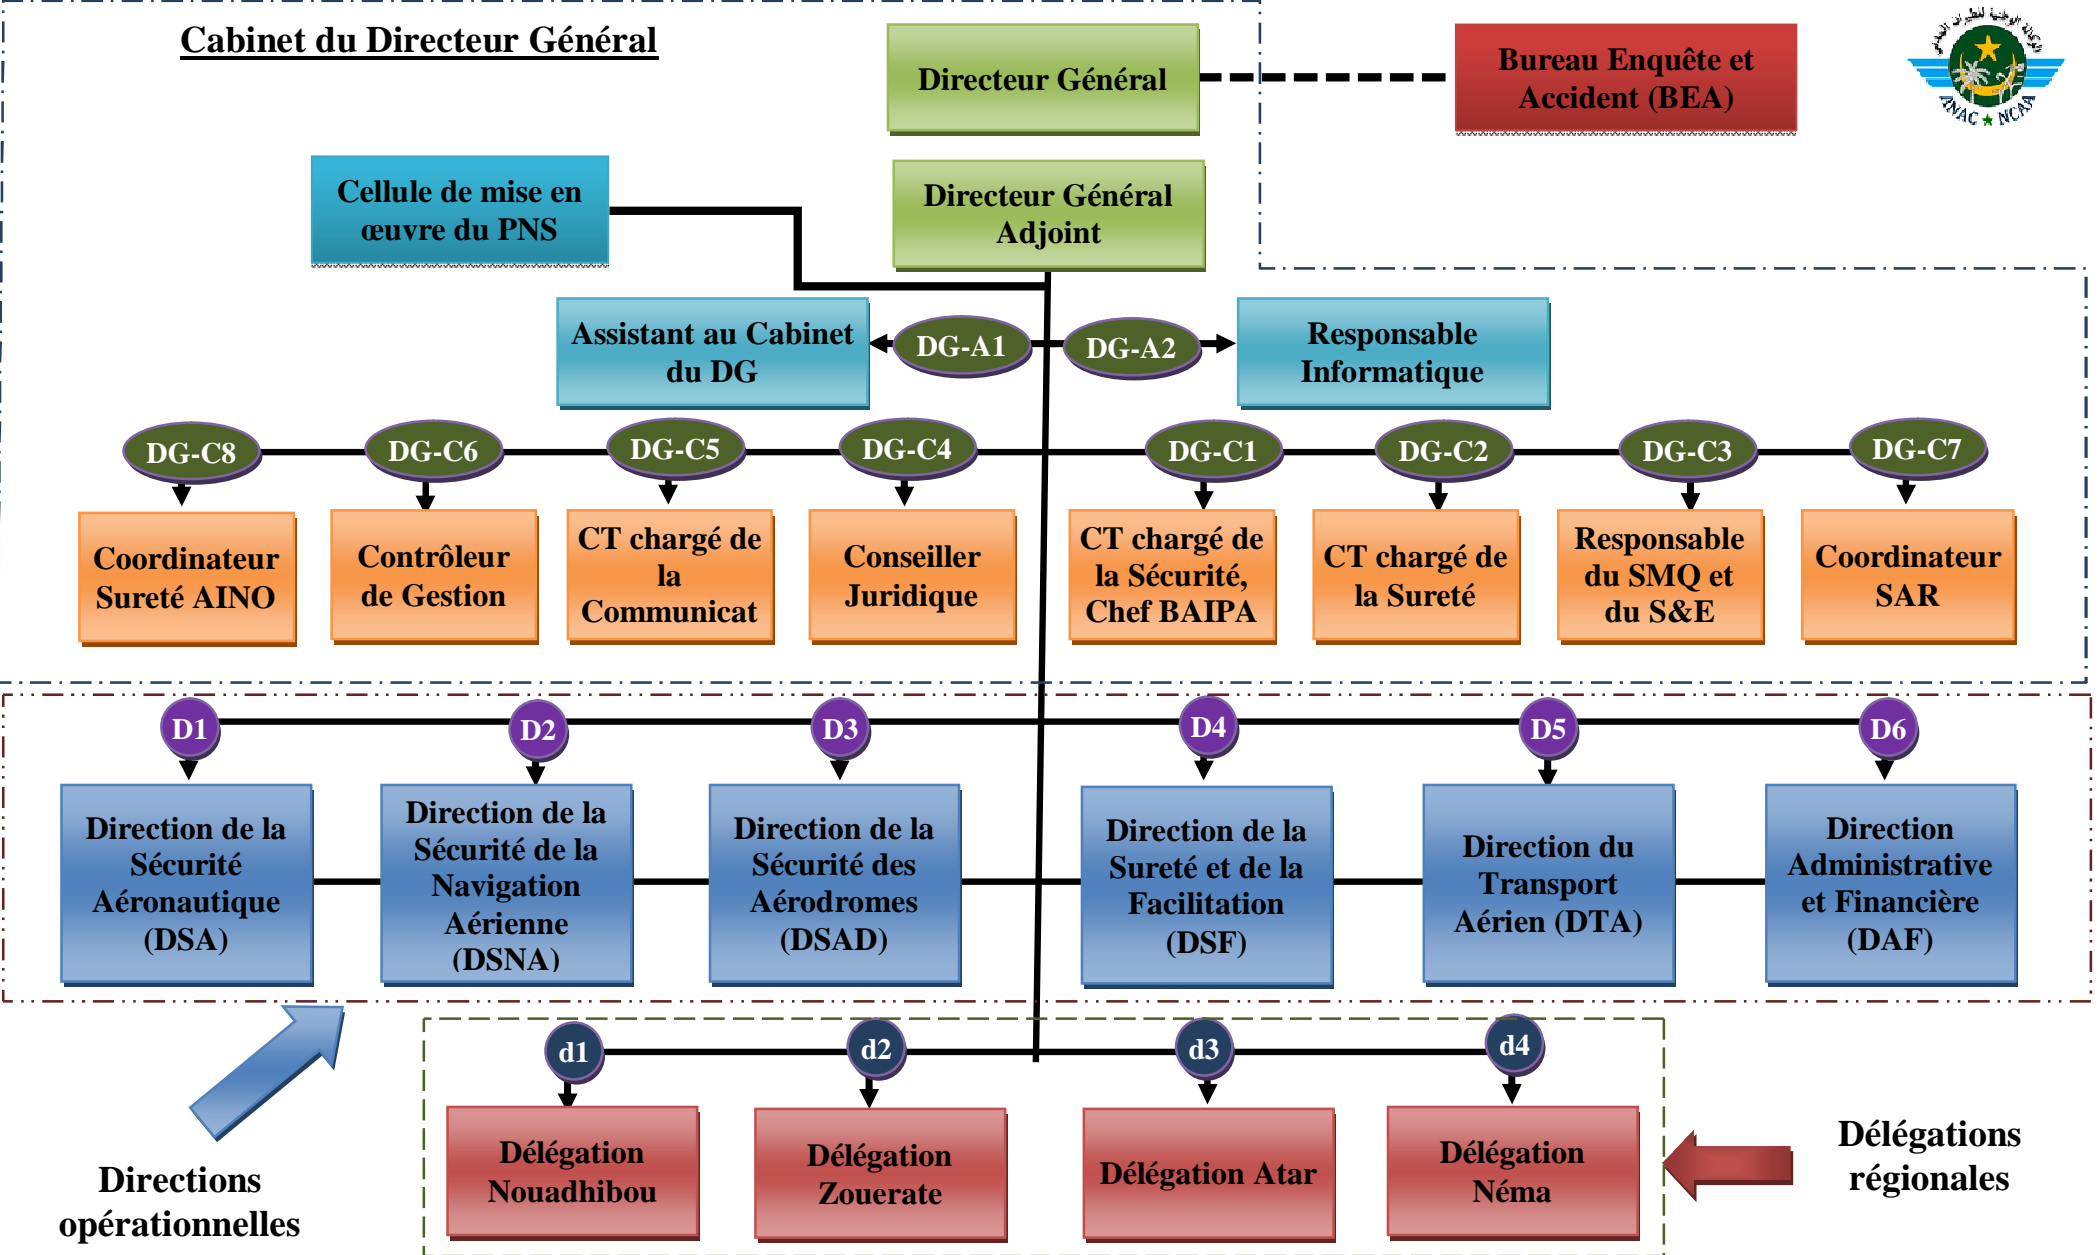 Cabinet du Directeur Général
Directeur Général
Bureau Enquête et
Accident (BEA)
ANAC ★ NCAA
Cellule de mise en
œuvre du PNS
Directeur Général
Adjoint
Assistant au Cabinet
du DG
DG-A1
DG-A2
Responsable
Informatique
DG-C8
DG-C6
DG-C5
DG-C4
DG-C1
DG-C2
DG-C3
DG-C7
Coordinateur
Sureté AINO
Contrôleur
de Gestion
CT chargé de
la
Communicat
Conseiller
Juridique
CT chargé de
la Sécurité,
Chef BAIPA
CT chargé de
la Sureté
Responsable
du SMQ et
du S&E
Coordinateur
SAR
D1
D2
D3
D4
D5
D6
Direction de la
Sécurité
Aéronautique
(DSA)
Direction de la
Sécurité de la
Navigation
Aérienne
(DSNA)
Direction de la
Sécurité des
Aérodromes
(DSAD)
Direction de la
Sureté et de la
Facilitation
(DSF)
Direction du
Transport
Aérien (DTA)
Direction
Administrative
et Financière
(DAF)
d1
d2
d3
d4
Délégation
Nouadhibou
Délégation
Zouerate
Délégation Atar
Délégation
Néma
Directions
opérationnelles
Délégations
régionales